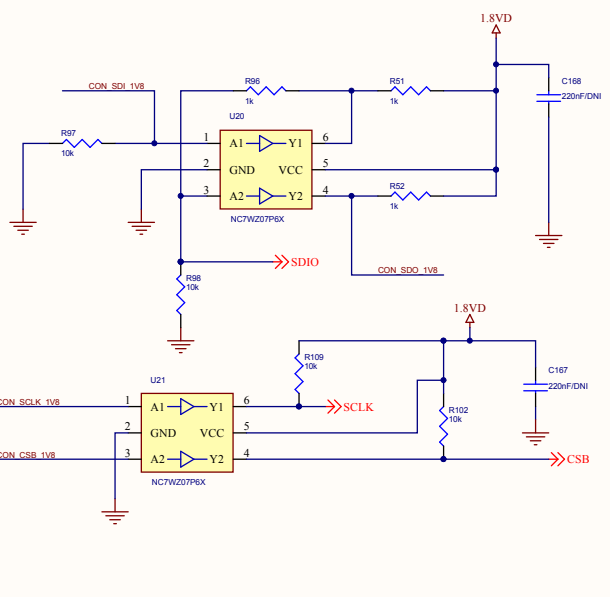 1.8VD
CON_SDI_1V8
R96
1k
R51
1k
C168
220nF/DNI
R97
10k
U20
1 A1 Y1 6
2 GND VCC 5
3 A2 Y2 4
NC7WZ07P6X
R52
1k
SDIO
CON_SDO_1V8
R98
10k
1.8VD
R109
10k
C167
220nF/DNI
U21
CON_SCLK_1V8
1 A1 Y1 6
SCLK
2 GND VCC 5
R102
10k
CON_CSB_1V8
3 A2 Y2 4
CSB
NC7WZ07P6X